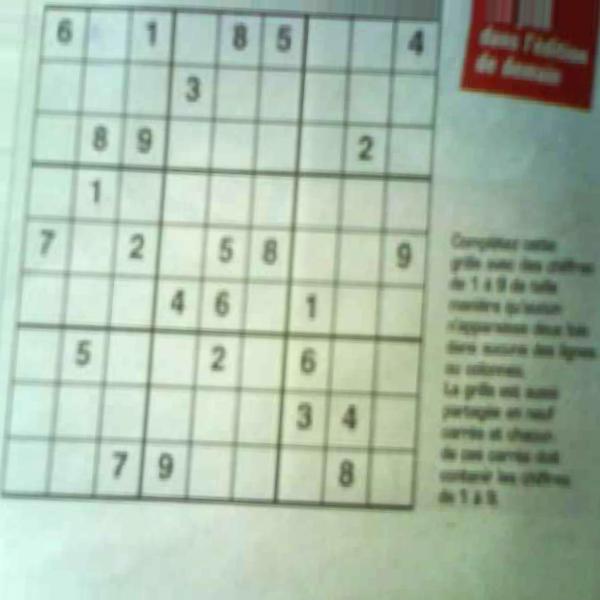 6 1 8 5 4
3
8 9 2
1
7 2 5 8 9
4 6 1
5 2 6
3 4
7 9 8
dans l'édition
de demain
Complétez cette
grille avec des chiffres
de 1 à 9 de telle
manière qu'aucun
n'apparaisse deux fois
dans aucune des lignes
ou colonnes.
La grille est aussi
partagée en neuf
carrés et chacun
de ces carrés doit
contenir les chiffres
de 1 à 9.